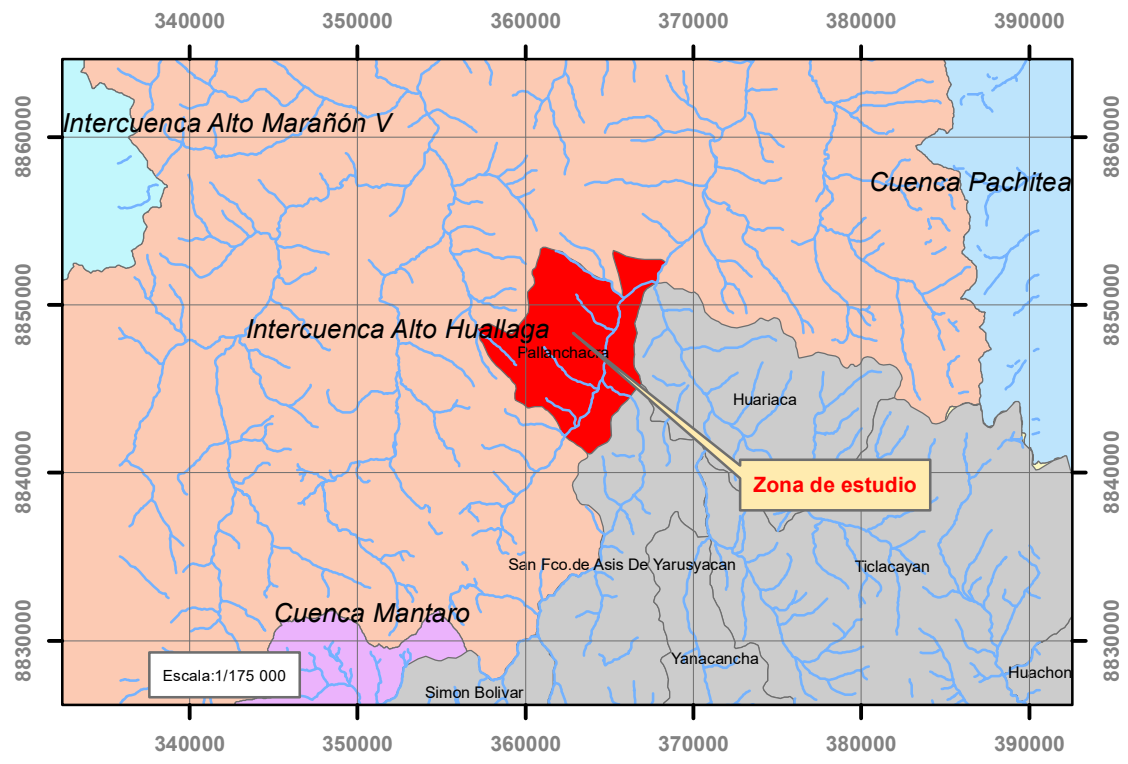 340000 350000 360000 370000 380000 390000
8860000
8860000
Intercuenca Alto Marañón V
Cuenca Pachitea
8850000
8850000
Intercuenca Alto Huallaga
Pallanchacra
Huariaca
8840000
8840000
Zona de estudio
San Fco.de Asis De Yarusyacan
Ticlacayan
Cuenca Mantaro
8830000
8830000
Yanacancha
Huachon
Escala:1/175 000
Simon Bolivar
340000 350000 360000 370000 380000 390000